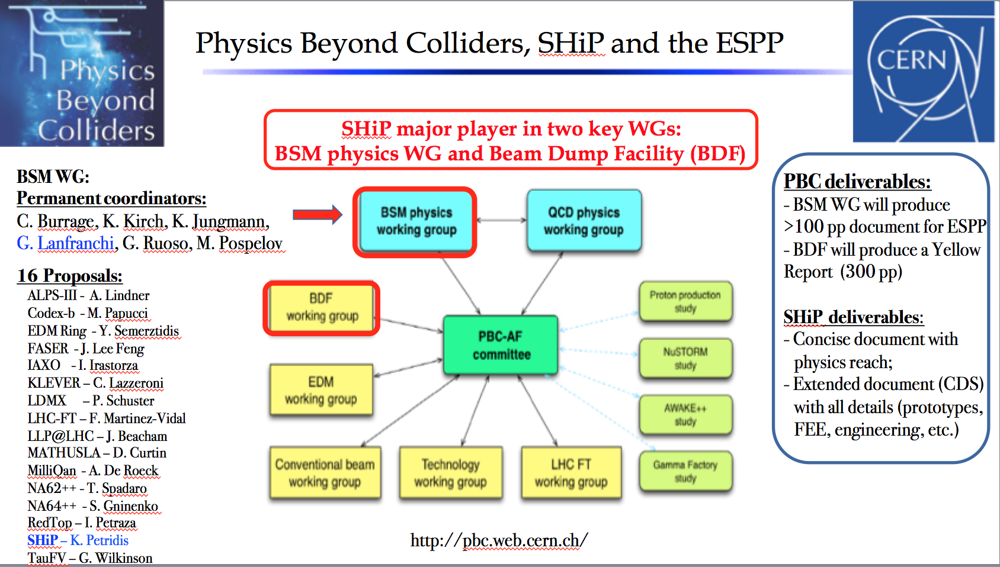 Physics
Beyond
Colliders
Physics Beyond Colliders, SHiP and the ESPP
CERN
SHiP major player in two key WGs:
BSM physics WG and Beam Dump Facility (BDF)
BSM WG:
Permanent coordinators:
C. Burrage, K. Kirch, K. Jungmann,
G. Lanfranchi, G. Ruoso, M. Pospelov
16 Proposals:
ALPS-III - A. Lindner
Codex-b - M. Papucci
EDM Ring - Y. Semerztidis
FASER - J. Lee Feng
IAXO - I. Irastorza
KLEVER – C. Lazzeroni
LDMX – P. Schuster
LHC-FT – F. Martinez-Vidal
LLP@LHC – J. Beacham
MATHUSLA – D. Curtin
MilliQan - A. De Roeck
NA62++ - T. Spadaro
NA64++ - S. Gninenko
RedTop – I. Petraza
SHiP – K. Petridis
TauFV – G. Wilkinson
BSM physics
working group
QCD physics
working group
BDF
working group
PBC-AF
committee
EDM
working group
Conventional beam
working group
Technology
working group
LHC FT
working group
Proton production
study
NuSTORM
study
AWAKE++
study
Gamma Factory
study
http://pbc.web.cern.ch/
PBC deliverables:
- BSM WG will produce
>100 pp document for ESPP
- BDF will produce a Yellow
Report (300 pp)
SHiP deliverables:
- Concise document with
physics reach;
- Extended document (CDS)
with all details (prototypes,
FEE, engineering, etc.)